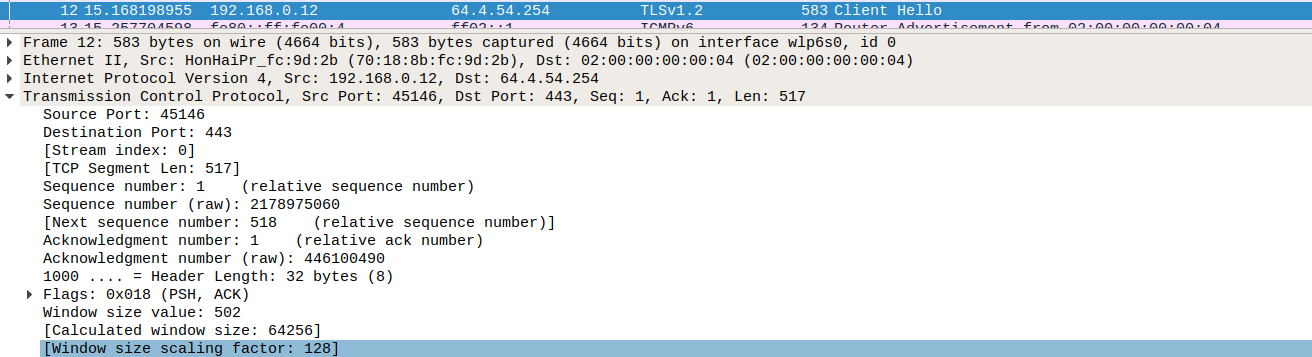 12 15.168198955 192.168.0.12 64.4.54.254 TLSv1.2 583 Client Hello
13 15.257704598 fe80::ff:fe00:4 ff02::1 ICMPv6 134 Router Advertisement from 02:00:00:00:00:04
Frame 12: 583 bytes on wire (4664 bits), 583 bytes captured (4664 bits) on interface wlp6s0, id 0
Ethernet II, Src: HonHaiPr_fc:9d:2b (70:18:8b:fc:9d:2b), Dst: 02:00:00:00:00:04 (02:00:00:00:00:04)
Internet Protocol Version 4, Src: 192.168.0.12, Dst: 64.4.54.254
Transmission Control Protocol, Src Port: 45146, Dst Port: 443, Seq: 1, Ack: 1, Len: 517
Source Port: 45146
Destination Port: 443
[Stream index: 0]
[TCP Segment Len: 517]
Sequence number: 1 (relative sequence number)
Sequence number (raw): 2178975060
[Next sequence number: 518 (relative sequence number)]
Acknowledgment number: 1 (relative ack number)
Acknowledgment number (raw): 446100490
1000 .... = Header Length: 32 bytes (8)
Flags: 0x018 (PSH, ACK)
Window size value: 502
[Calculated window size: 64256]
[Window size scaling factor: 128]